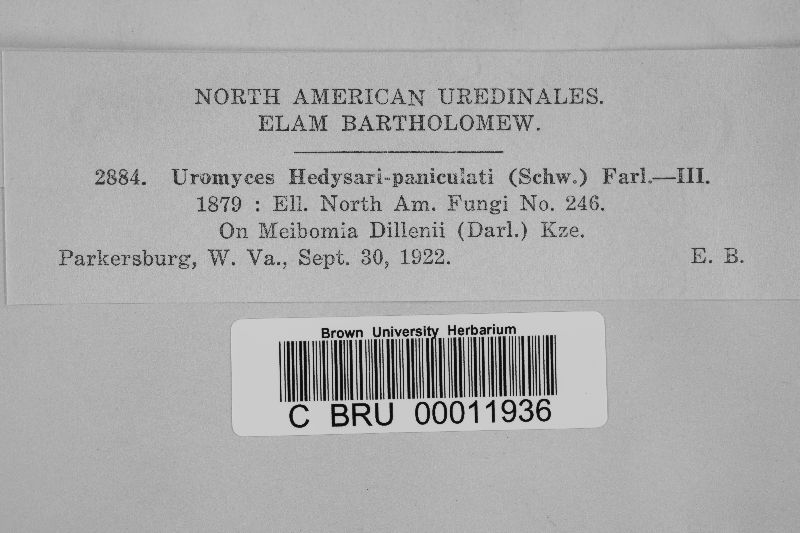 NORTH AMERICAN UREDINALES.
ELAM BARTHOLOMEW.
2884. Uromyces Hedysari-paniculati (Schw.) Farl.—III.
1879 : Ell. North Am. Fungi No. 246.
On Meibomia Dillenii (Darl.) Kze.
Parkersburg, W. Va., Sept. 30, 1922. E. B.
Brown University Herbarium
C BRU 00011936